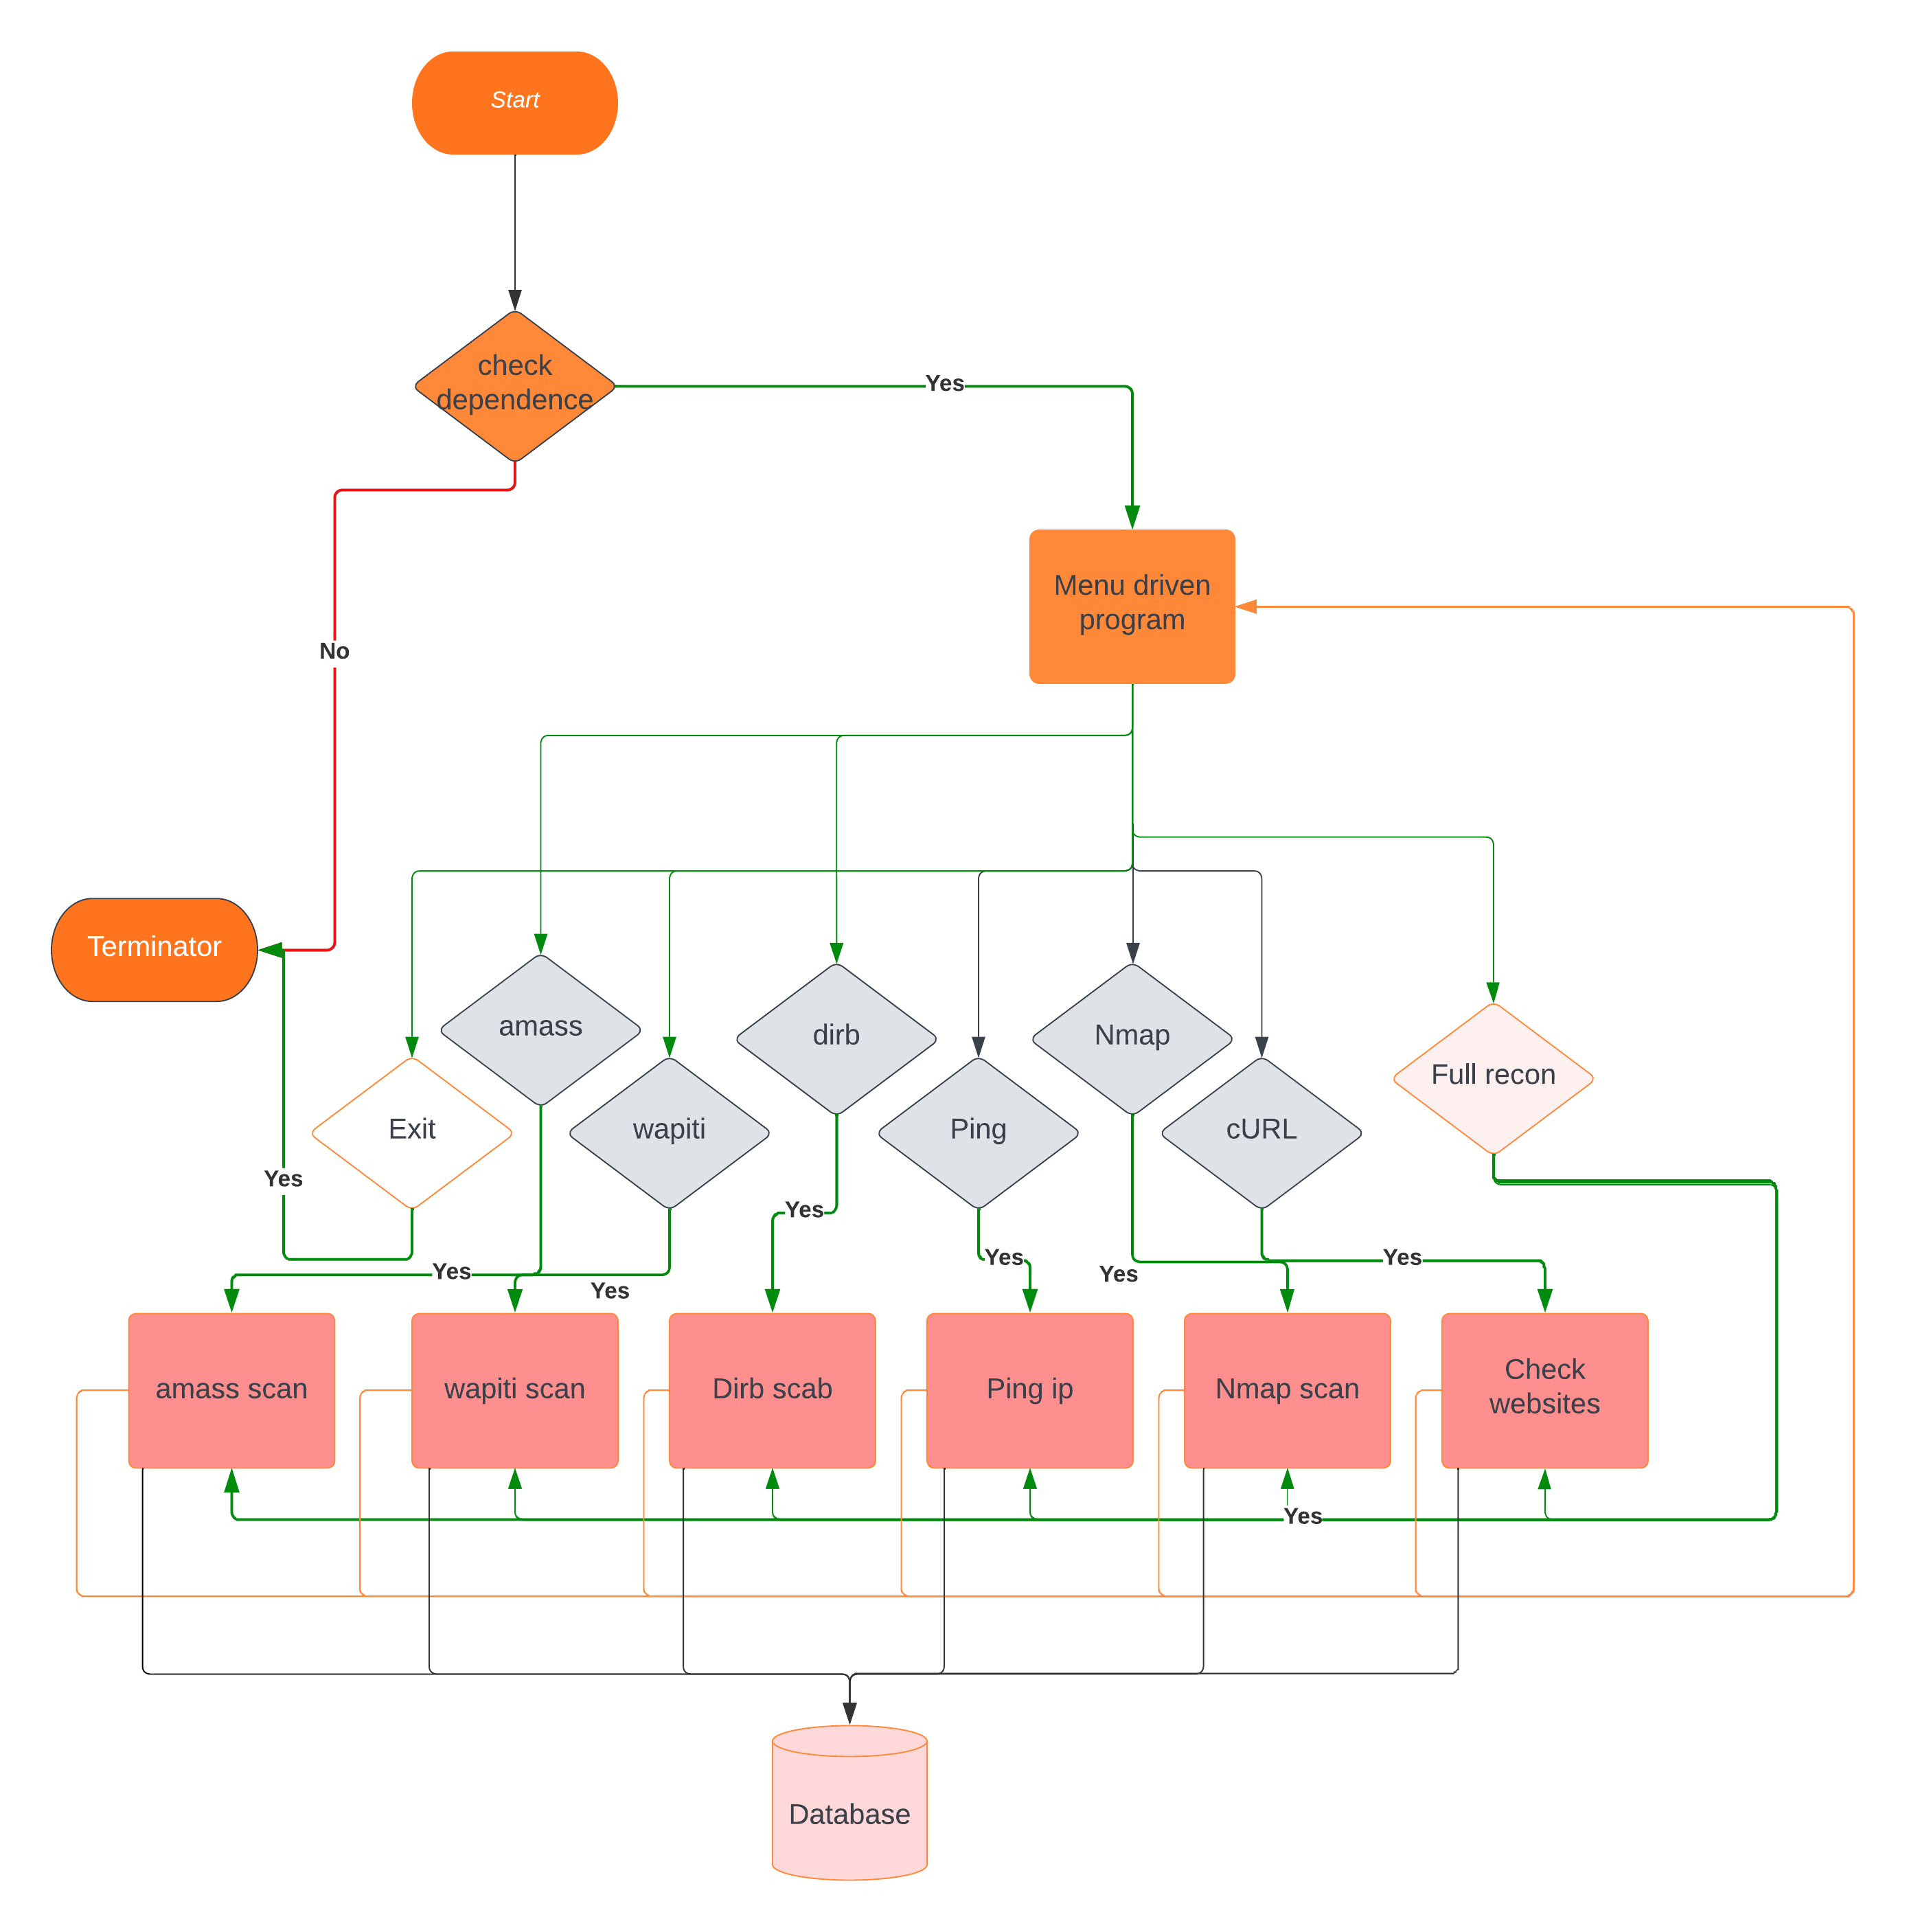 Start
check
dependence
Yes
Menu driven
program
No
Terminator
amass
dirb
Nmap
Full recon
Exit
wapiti
Ping
cURL
Yes
Yes
Yes
Yes
Yes
Yes
Yes
amass scan
wapiti scan
Dirb scab
Ping ip
Nmap scan
Check
websites
Yes
Database